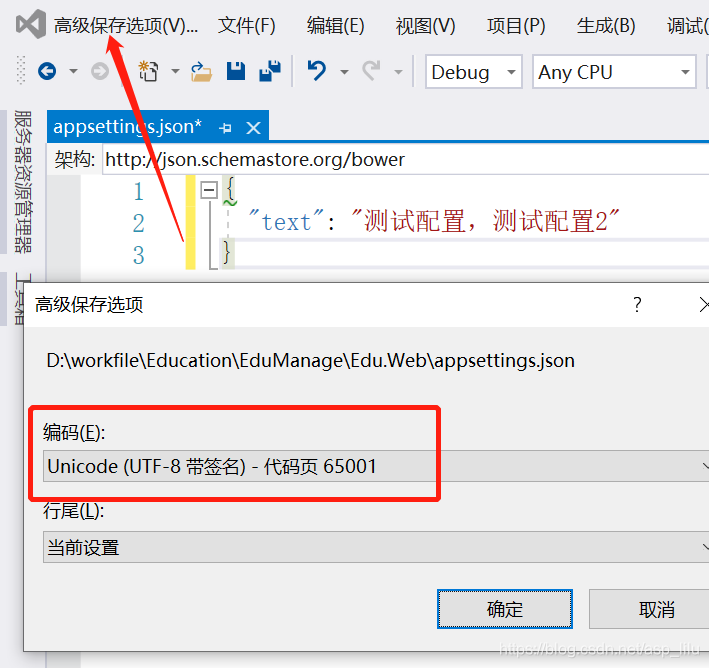 高级保存选项(V)... 文件(F) 编辑(E) 视图(V) 项目(P) 生成(B) 调试(
Debug Any CPU
服务器资源管理器
工具箱
appsettings.json*
架构: http://json.schemastore.org/bower
1 {
2 "text": "测试配置，测试配置2"
3 }
高级保存选项 ?
D:\workfile\Education\EduManage\Edu.Web\appsettings.json
编码(E):
Unicode (UTF-8 带签名) - 代码页 65001
行尾(L):
当前设置
确定 取消
https://blog.csdn.net/asp_lifu